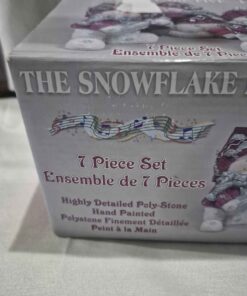 7 Piece Set
Ensemble de 7 Pièces
THE SNOWFLAKE
7 Piece Set
Ensemble de 7 Pièces
Highly Detailed Poly-Stone
Hand Painted
Polystone Finement Détaillée
Peint à la Main